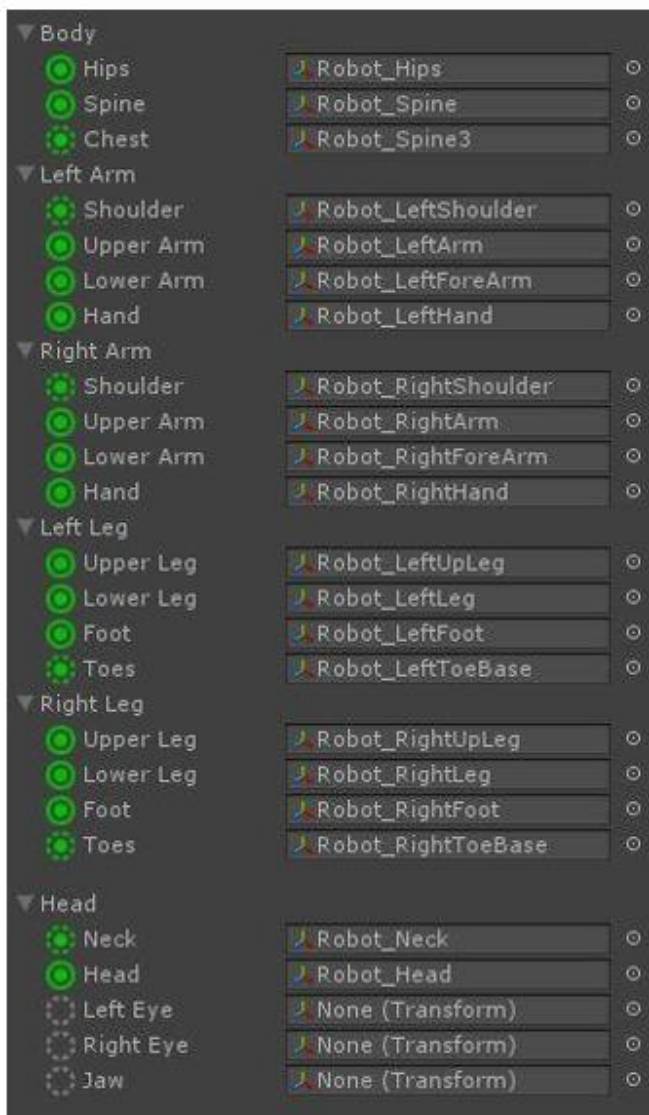 Body
Hips Robot_Hips
Spine Robot_Spine
Chest Robot_Spine3
Left Arm
Shoulder Robot_LeftShoulder
Upper Arm Robot_LeftArm
Lower Arm Robot_LeftForeArm
Hand Robot_LeftHand
Right Arm
Shoulder Robot_RightShoulder
Upper Arm Robot_RightArm
Lower Arm Robot_RightForeArm
Hand Robot_RightHand
Left Leg
Upper Leg Robot_LeftUpLeg
Lower Leg Robot_LeftLeg
Foot Robot_LeftFoot
Toes Robot_LeftToeBase
Right Leg
Upper Leg Robot_RightUpLeg
Lower Leg Robot_RightLeg
Foot Robot_RightFoot
Toes Robot_RightToeBase
Head
Neck Robot_Neck
Head Robot_Head
Left Eye None (Transform)
Right Eye None (Transform)
Jaw None (Transform)